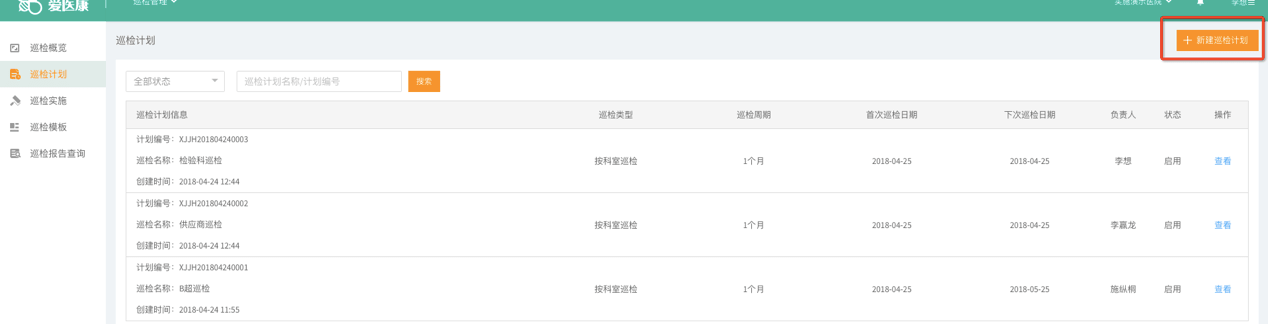 爱医康 巡检管理 实施演示医院 李想
巡检计划 + 新建巡检计划
巡检概览
巡检计划
巡检实施
巡检模板
巡检报告查询
全部状态 巡检计划名称/计划编号 搜索
巡检计划信息 巡检类型 巡检周期 首次巡检日期 下次巡检日期 负责人 状态 操作
计划编号：XJJH201804240003
巡检名称：检验科巡检 按科室巡检 1个月 2018-04-25 2018-04-25 李想 启用 查看
创建时间：2018-04-24 12:44
计划编号：XJJH201804240002
巡检名称：供应商巡检 按科室巡检 1个月 2018-04-25 2018-04-25 李赢龙 启用 查看
创建时间：2018-04-24 12:44
计划编号：XJJH201804240001
巡检名称：B超巡检 按科室巡检 1个月 2018-04-25 2018-05-25 施纵桐 启用 查看
创建时间：2018-04-24 11:55